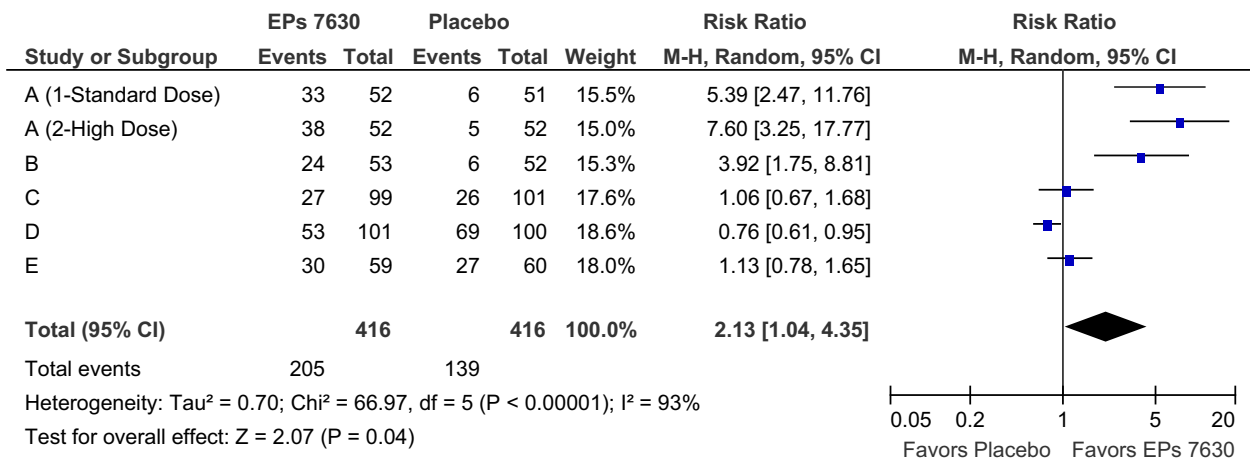 EPs 7630 Placebo Risk Ratio Risk Ratio
Study or Subgroup Events Total Events Total Weight M-H, Random, 95% CI M-H, Random, 95% CI
A (1-Standard Dose) 33 52 6 51 15.5% 5.39 [2.47, 11.76]
A (2-High Dose) 38 52 5 52 15.0% 7.60 [3.25, 17.77]
B 24 53 6 52 15.3% 3.92 [1.75, 8.81]
C 27 99 26 101 17.6% 1.06 [0.67, 1.68]
D 53 101 69 100 18.6% 0.76 [0.61, 0.95]
E 30 59 27 60 18.0% 1.13 [0.78, 1.65]
Total (95% CI) 416 416 100.0% 2.13 [1.04, 4.35]
Total events 205 139
Heterogeneity: Tau² = 0.70; Chi² = 66.97, df = 5 (P < 0.00001); I² = 93%
Test for overall effect: Z = 2.07 (P = 0.04)
0.05 0.2 1 5 20
Favors Placebo Favors EPs 7630